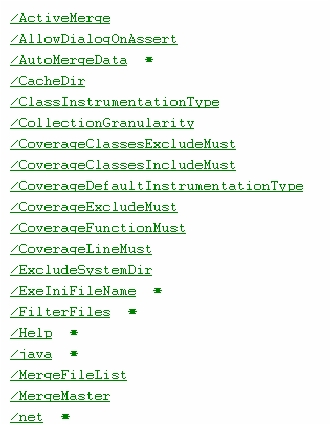 /ActiveMerge
/AllowDialogOnAssert
/AutoMergeData *
/CacheDir
/ClassInstrumentationType
/CollectionGranularity
/CoverageClassesExcludeMust
/CoverageClassesIncludeMust
/CoverageDefaultInstrumentationType
/CoverageExcludeMust
/CoverageFunctionMust
/CoverageLineMust
/ExcludeSystemDir
/ExeIniFileName *
/FilterFiles *
/Help *
/java *
/MergeFileList
/MergeMaster
/net *